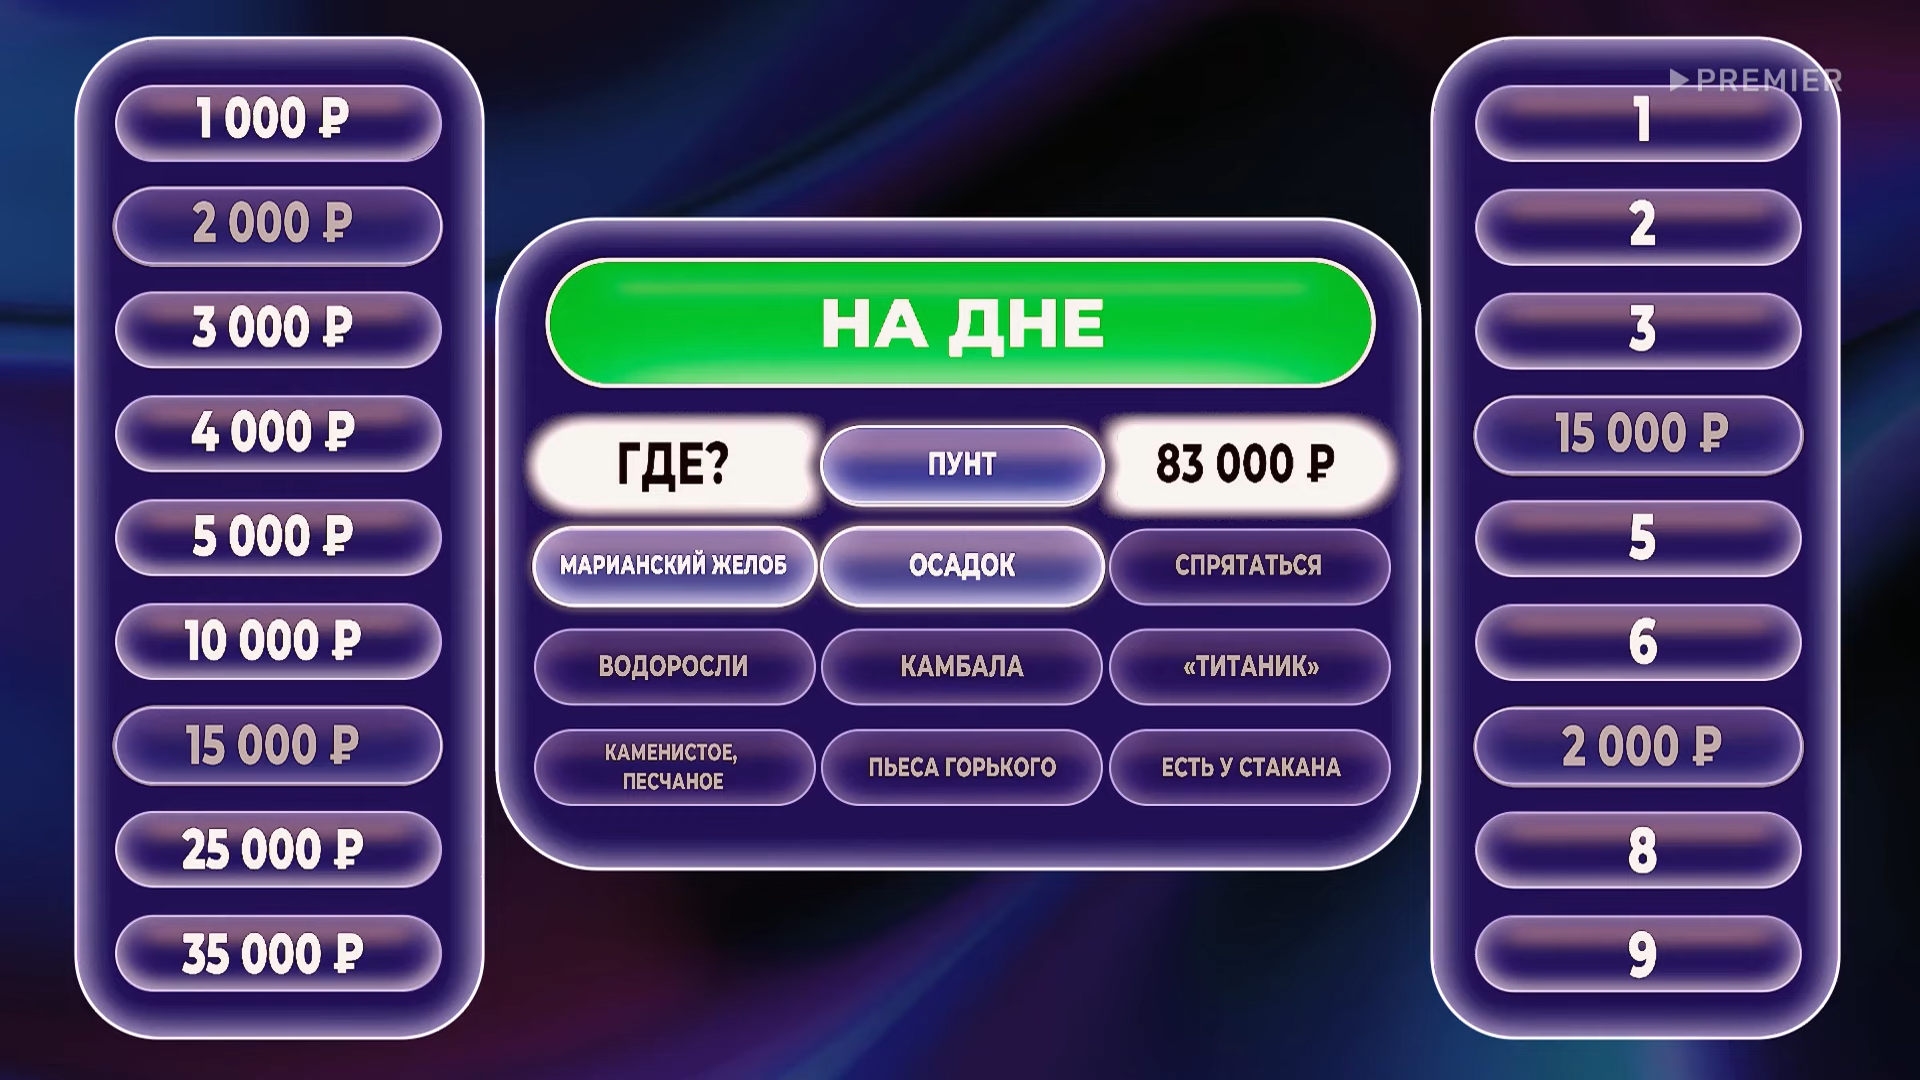 1 000 ₽
2 000 ₽
3 000 ₽
4 000 ₽
5 000 ₽
10 000 ₽
15 000 ₽
25 000 ₽
35 000 ₽
НА ДНЕ
ГДЕ?
ПУНТ
83 000 ₽
МАРИАНСКИЙ ЖЕЛОБ
ОСАДОК
СПРЯТАТЬСЯ
ВОДОРОСЛИ
КАМБАЛА
«ТИТАНИК»
КАМЕНИСТОЕ,
ПЕСЧАНОЕ
ПЬЕСА ГОРЬКОГО
ЕСТЬ У СТАКАНА
PREMIER
1
2
3
15 000 ₽
5
6
2 000 ₽
8
9